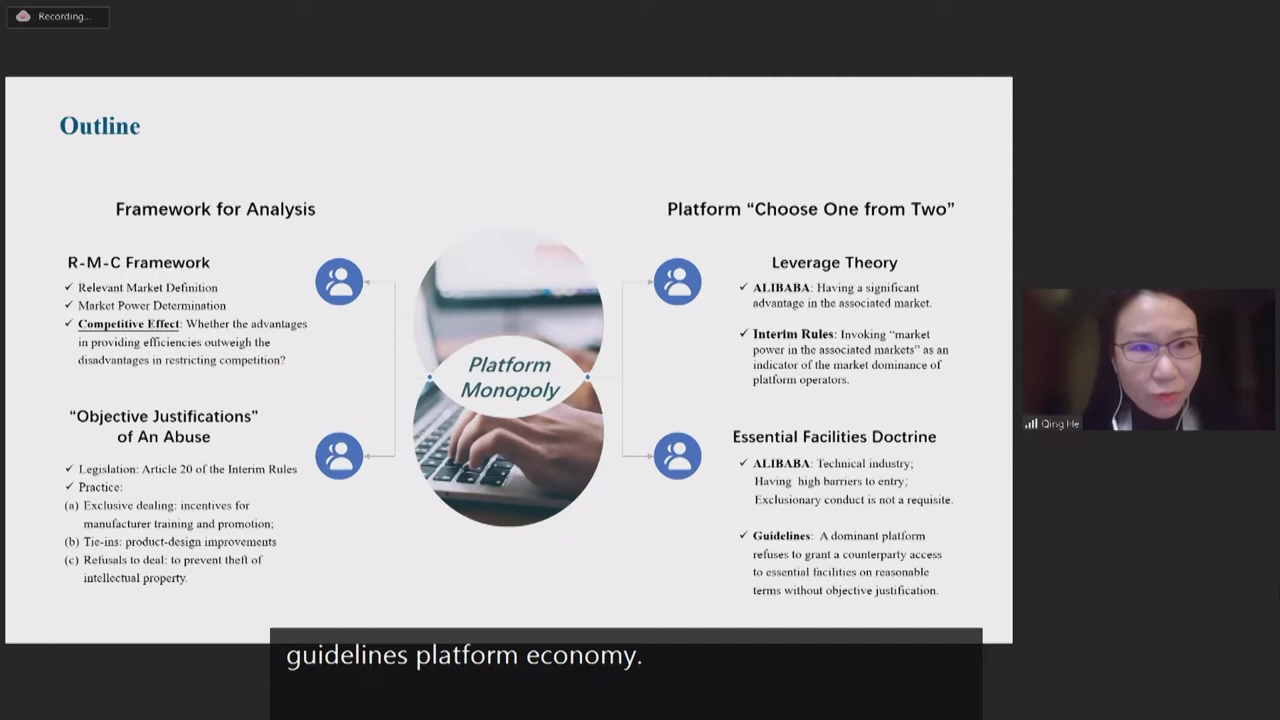 Recording...
Outline
Framework for Analysis
R-M-C Framework
✓ Relevant Market Definition
✓ Market Power Determination
✓ Competitive Effect: Whether the advantages
in providing efficiencies outweigh the
disadvantages in restricting competition?
"Objective Justifications"
of An Abuse
✓ Legislation: Article 20 of the Interim Rules
✓ Practice:
(a) Exclusive dealing: incentives for
manufacturer training and promotion;
(b) Tie-ins: product-design improvements
(c) Refusals to deal: to prevent theft of
intellectual property.
Platform
Monopoly
Platform “Choose One from Two”
Leverage Theory
✓ ALIBABA: Having a significant
advantage in the associated market.
✓ Interim Rules: Invoking “market
power in the associated markets” as an
indicator of the market dominance of
platform operators.
Essential Facilities Doctrine
✓ ALIBABA: Technical industry;
Having high barriers to entry;
Exclusionary conduct is not a requisite.
✓ Guidelines: A dominant platform
refuses to grant a counterparty access
to essential facilities on reasonable
terms without objective justification.
Qing He
guidelines platform economy.